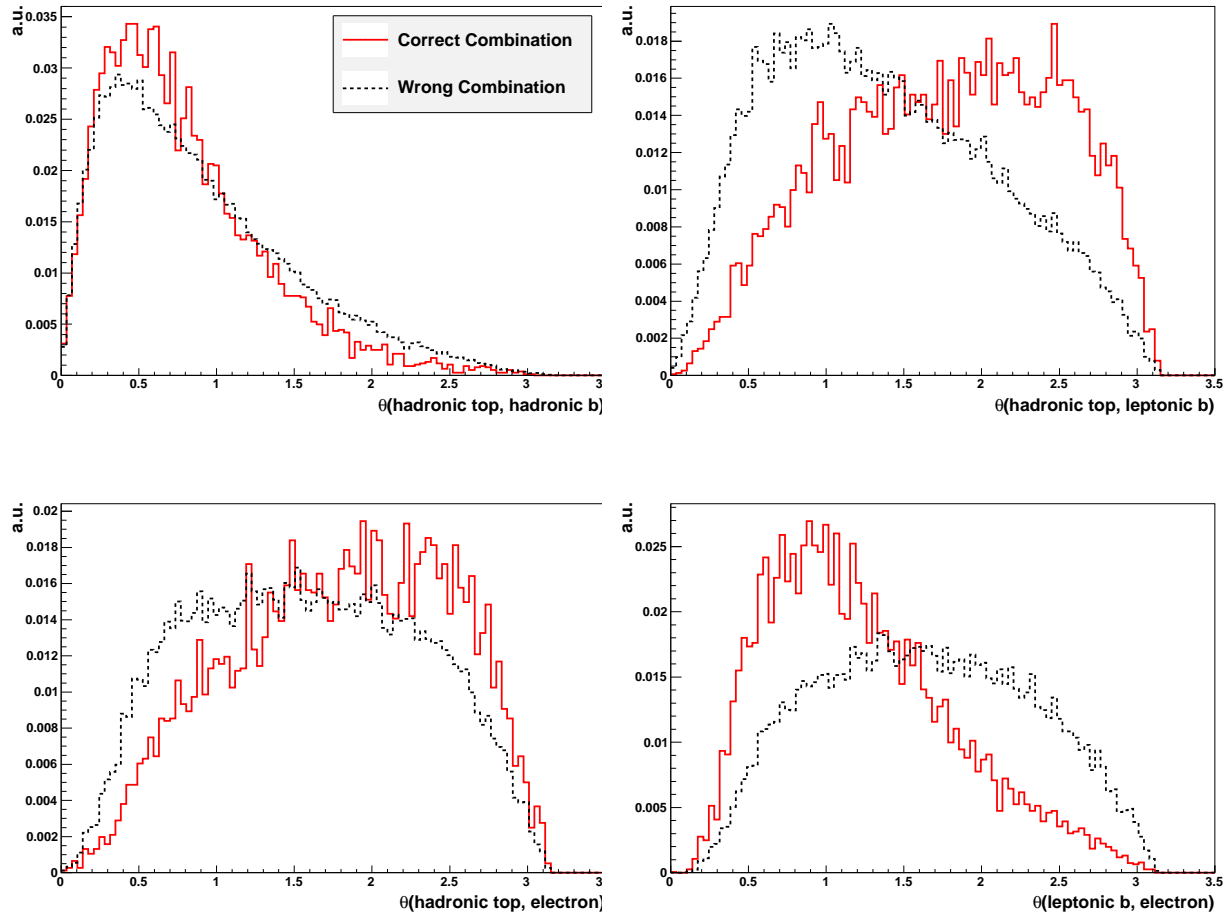 a.u.
0.035
0.03
0.025
0.02
0.015
0.01
0.005
0
0 0.5 1 1.5 2 2.5 3 3.
θ(hadronic top, hadronic b)
Correct Combination
Wrong Combination
a.u.
0.018
0.016
0.014
0.012
0.01
0.008
0.006
0.004
0.002
0
0 0.5 1 1.5 2 2.5 3 3.5
θ(hadronic top, leptonic b)
a.u.
0.02
0.018
0.016
0.014
0.012
0.01
0.008
0.006
0.004
0.002
0
0 0.5 1 1.5 2 2.5 3 3.
θ(hadronic top, electron)
a.u.
0.025
0.02
0.015
0.01
0.005
0
0 0.5 1 1.5 2 2.5 3 3.5
θ(leptonic b, electron)